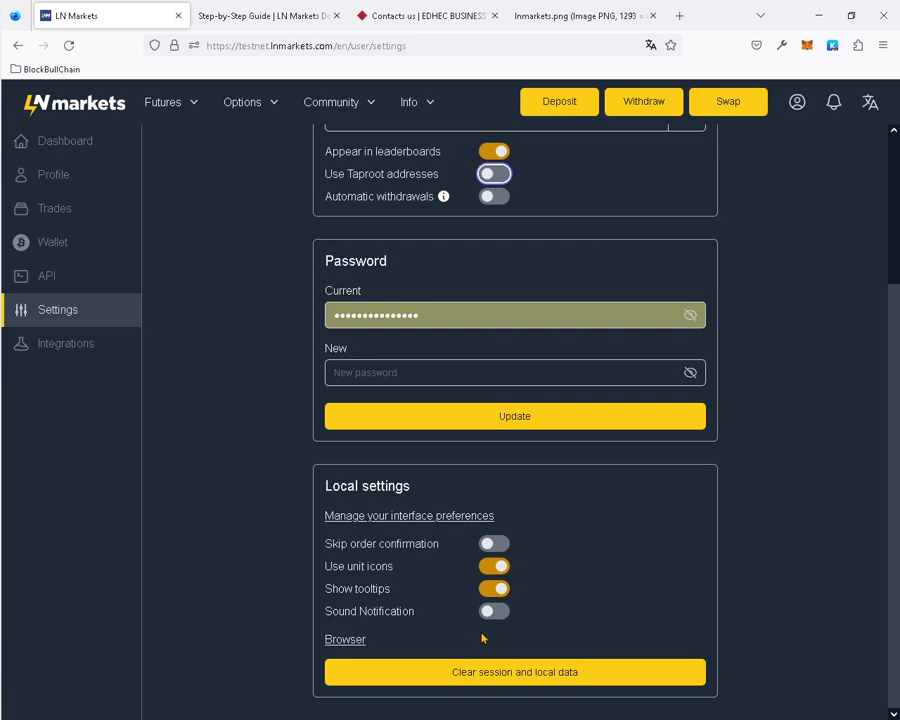 LN Markets
Step-by-Step Guide | LN Markets Do
Contacts us | EDHEC BUSINESS
lnmarkets.png (Image PNG, 1293 ×
https://testnet.lnmarkets.com/en/user/settings
BlockBullChain
LN markets
Futures
Options
Community
Info
Deposit
Withdraw
Swap
Dashboard
Profile
Trades
Wallet
API
Settings
Integrations
Appear in leaderboards
Use Taproot addresses
Automatic withdrawals
Password
Current
New
New password
Update
Local settings
Manage your interface preferences
Skip order confirmation
Use unit icons
Show tooltips
Sound Notification
Browser
Clear session and local data